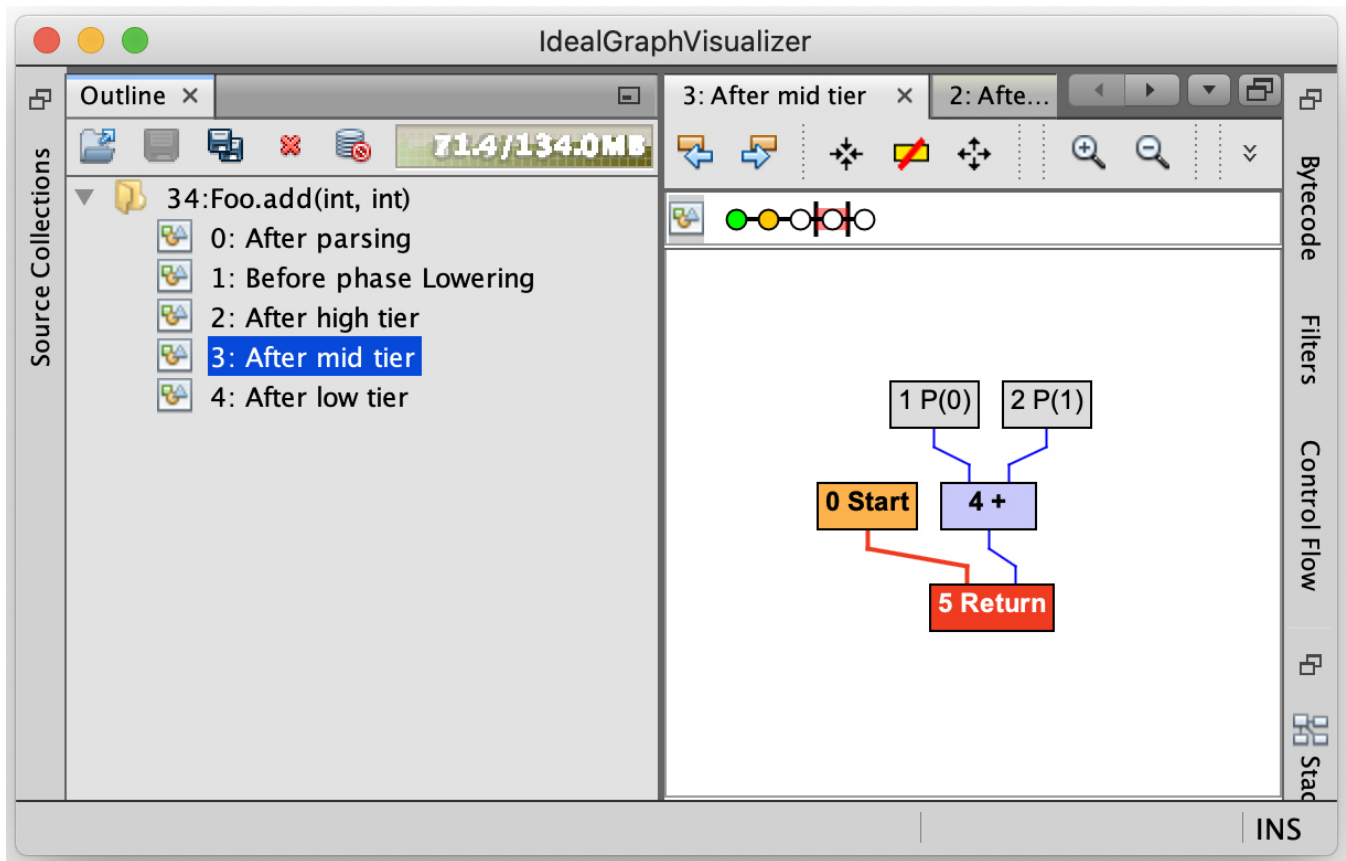 IdealGraphVisualizer
Outline
3: After mid tier
2: Afte...
71.4/134.0MB
Source Collections
34:Foo.add(int, int)
0: After parsing
1: Before phase Lowering
2: After high tier
3: After mid tier
4: After low tier
1 P(0)
2 P(1)
0 Start
4 +
5 Return
Bytecode
Filters
Control Flow
Stac
INS